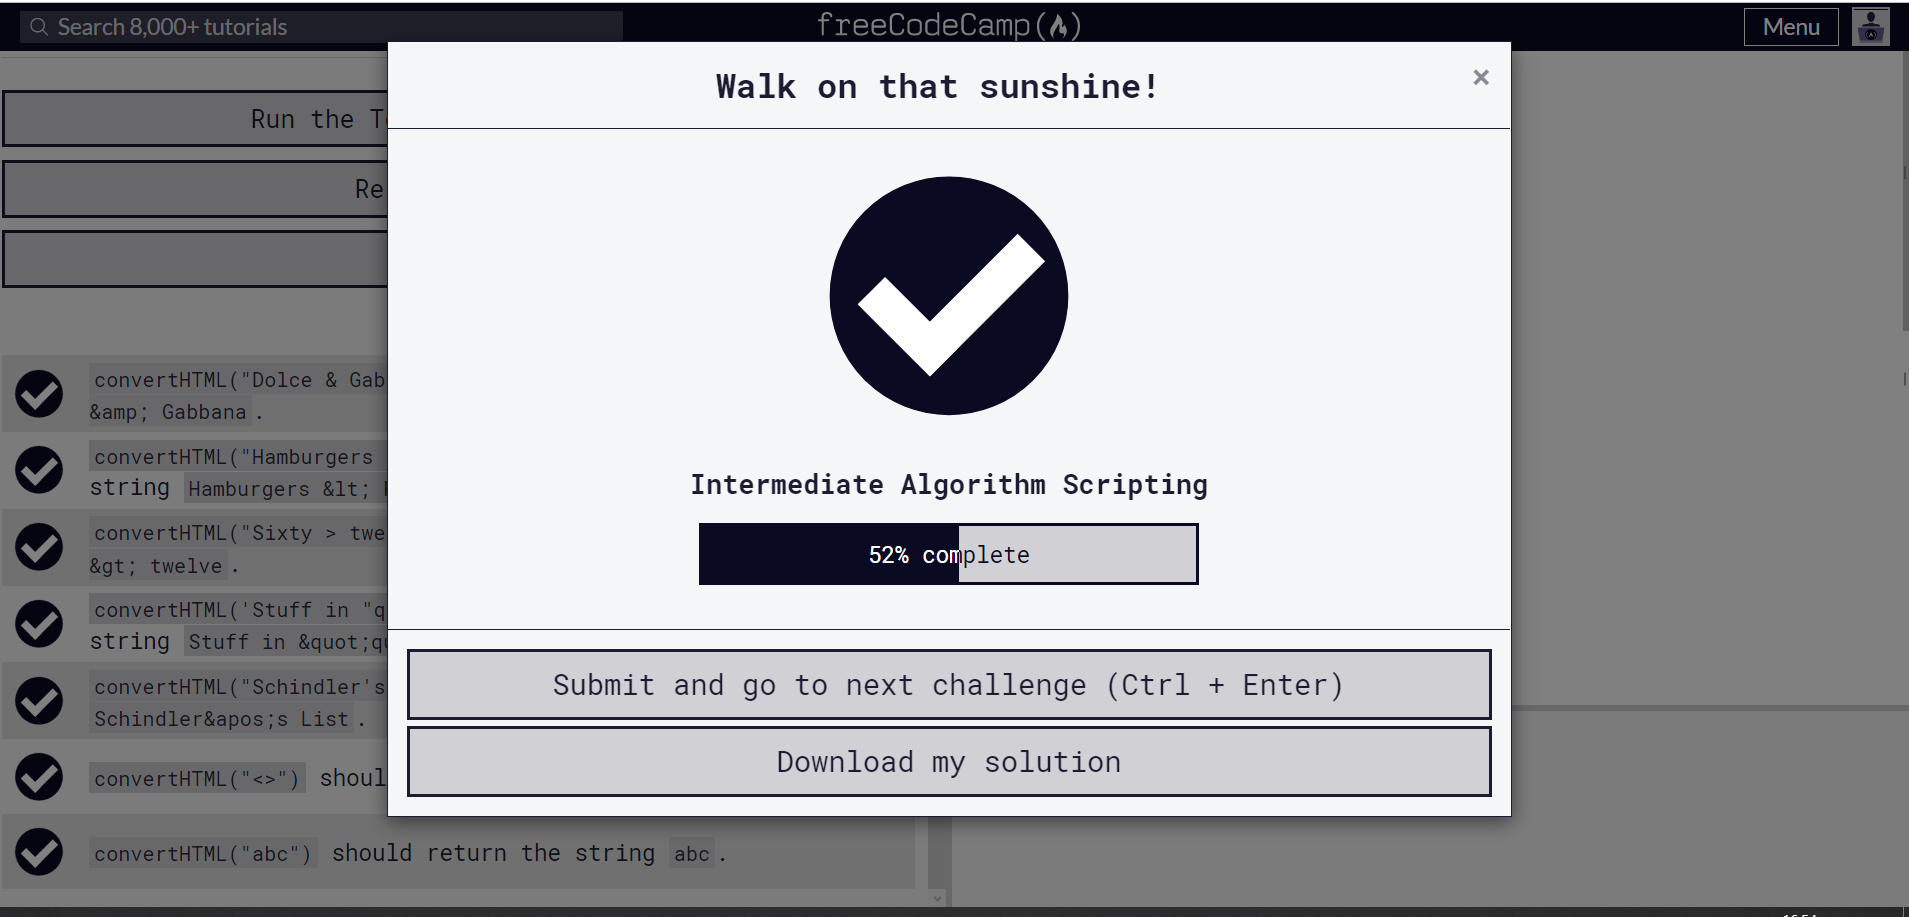 Search 8,000+ tutorials
freeCodeCamp
Menu
Run the
Walk on that sunshine!
×
Intermediate Algorithm Scripting
52% complete
Submit and go to next challenge (Ctrl + Enter)
Download my solution
convertHTML("Dolce & Gab
&amp; Gabbana.
convertHTML("Hamburgers
string Hamburgers &lt;
convertHTML("Sixty > twe
&gt; twelve.
convertHTML('Stuff in "q
string Stuff in &quot;qu
convertHTML("Schindler's
Schindler&apos;s List.
convertHTML("<>") shoul
convertHTML("abc") should return the string abc.